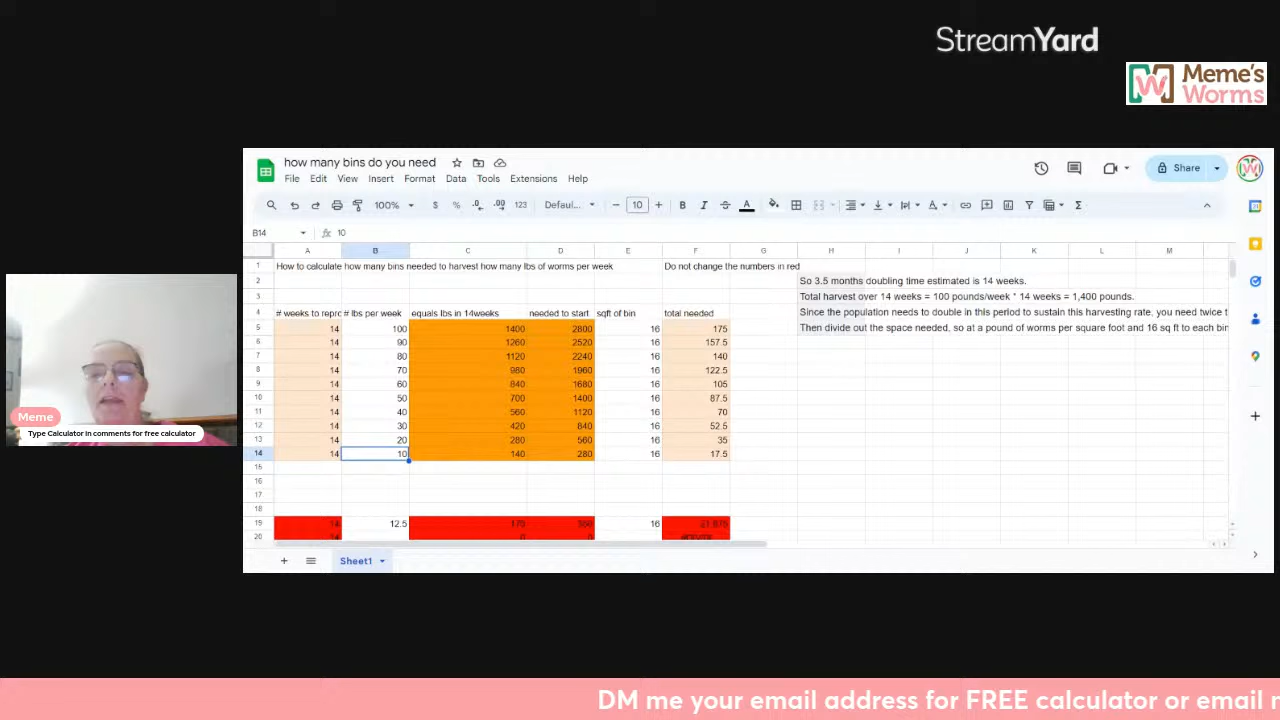 StreamYard
Meme's
Worms
how many bins do you need
File Edit View Insert Format Data Tools Extensions Help
Share
100% $ % .0 .00 123 Defaul... 10 B I A
B14 fx 10
A B C D E F G H I J K L M
1 How to calculate how many bins needed to harvest how many lbs of worms per week Do not change the numbers in red
2 So 3.5 months doubling time estimated is 14 weeks.
3 Total harvest over 14 weeks = 100 pounds/week * 14 weeks = 1,400 pounds.
4 # weeks to repro # lbs per week equals lbs in 14weeks needed to start sqft of bin total needed Since the population needs to double in this period to sustain this harvesting rate, you need twice t
5 14 100 1400 2800 16 175 Then divide out the space needed, so at a pound of worms per square foot and 16 sq ft to each bin
6 14 90 1260 2520 16 157.5
7 14 80 1120 2240 16 140
8 14 70 980 1960 16 122.5
9 14 60 840 1680 16 105
10 14 50 700 1400 16 87.5
11 14 40 560 1120 16 70
12 14 30 420 840 16 52.5
13 14 20 280 560 16 35
14 14 10 140 280 16 17.5
15
16
17
18
19 14 12.5 175 350 16 21.875
20 14 0 0
Sheet1
Meme
Type Calculator in comments for free calculator
DM me your email address for FREE calculator or email